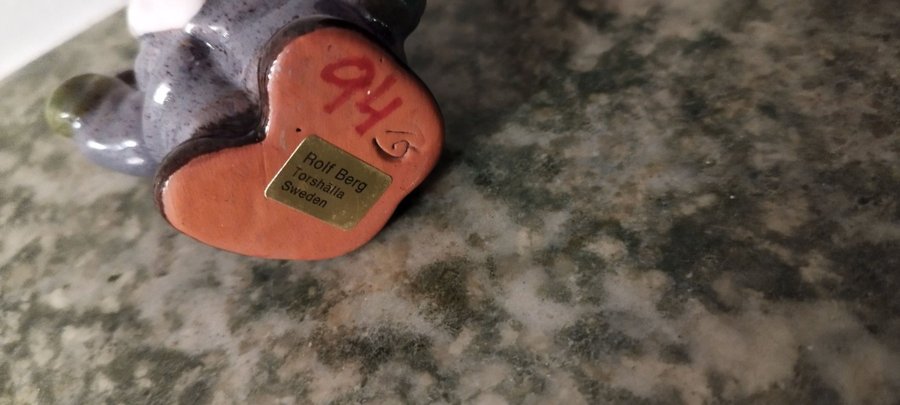 94
Rolf Berg
Torshälla
Sweden